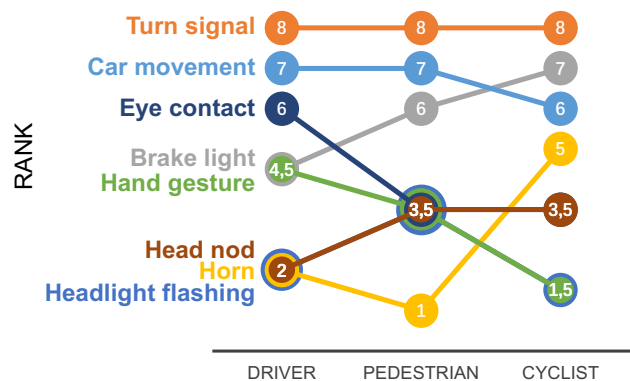 Turn signal 8 8 8
Car movement 7 7 7
Eye contact 6 6 6
Brake light
4,5
Hand gesture
5
3,5 3,5
Head nod
Horn 2
Headlight flashing
1 1,5
RANK
DRIVER PEDESTRIAN CYCLIST